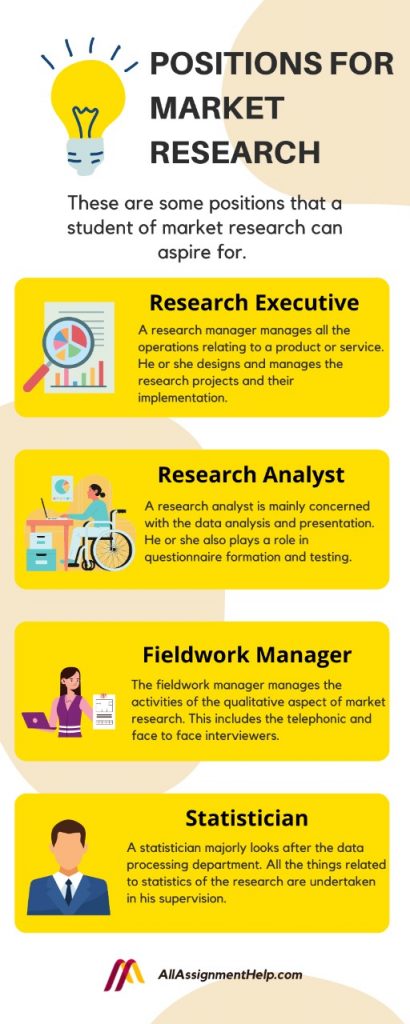 POSITIONS FOR
MARKET
RESEARCH
These are some positions that a
student of market research can
aspire for.
Research Executive
A research manager manages all the
operations relating to a product or service.
He or she designs and manages the
research projects and their
implementation.
Research Analyst
A research analyst is mainly concerned
with the data analysis and presentation.
He or she also plays a role in
questionnaire formation and testing.
Fieldwork Manager
The fieldwork manager manages the
activities of the qualitative aspect of market
research. This includes the telephonic and
face to face interviewers.
Statistician
A statistician majorly looks after the data
processing department. All the things related
to statistics of the research are undertaken
in his supervision.
AllAssignmentHelp.com